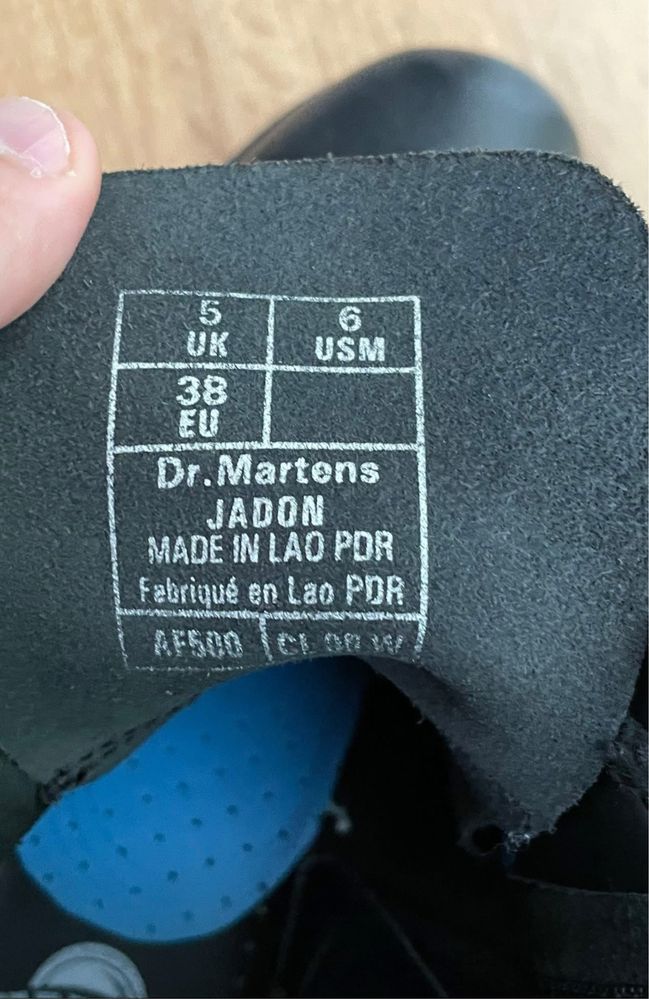 5
UK
6
USM
38
EU
Dr.Martens
JADON
MADE IN LAO PDR
Fabriqué en Lao PDR
AF500